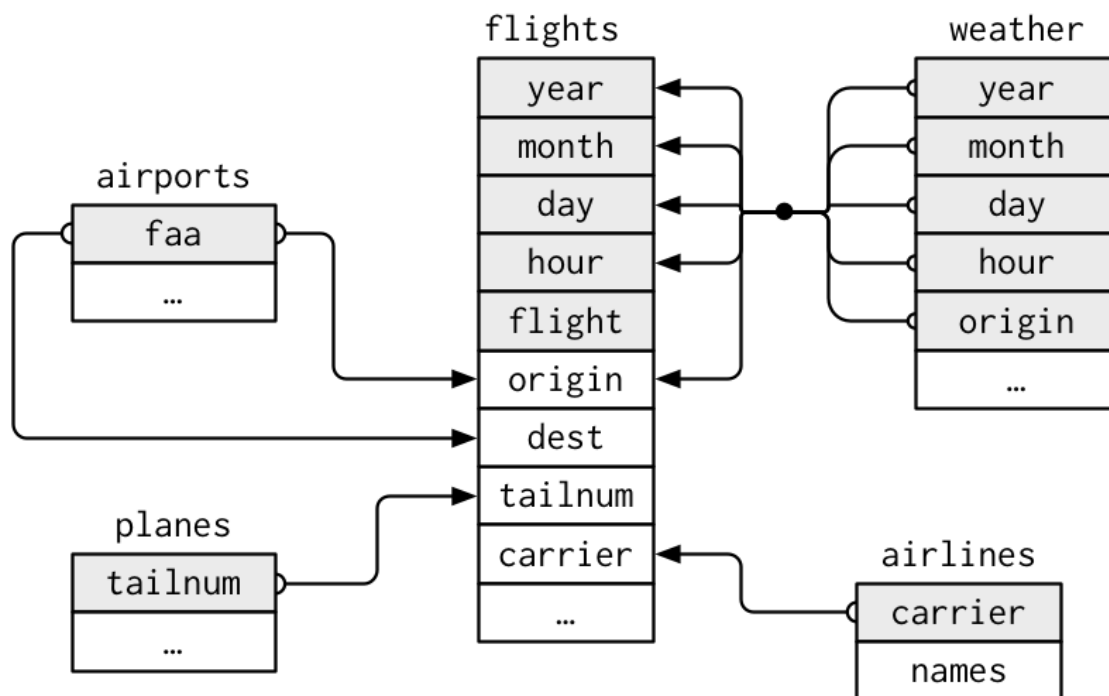 flights
year
month
day
hour
flight
origin
dest
tailnum
carrier
…
weather
year
month
day
hour
origin
…
airports
faa
…
planes
tailnum
…
airlines
carrier
names